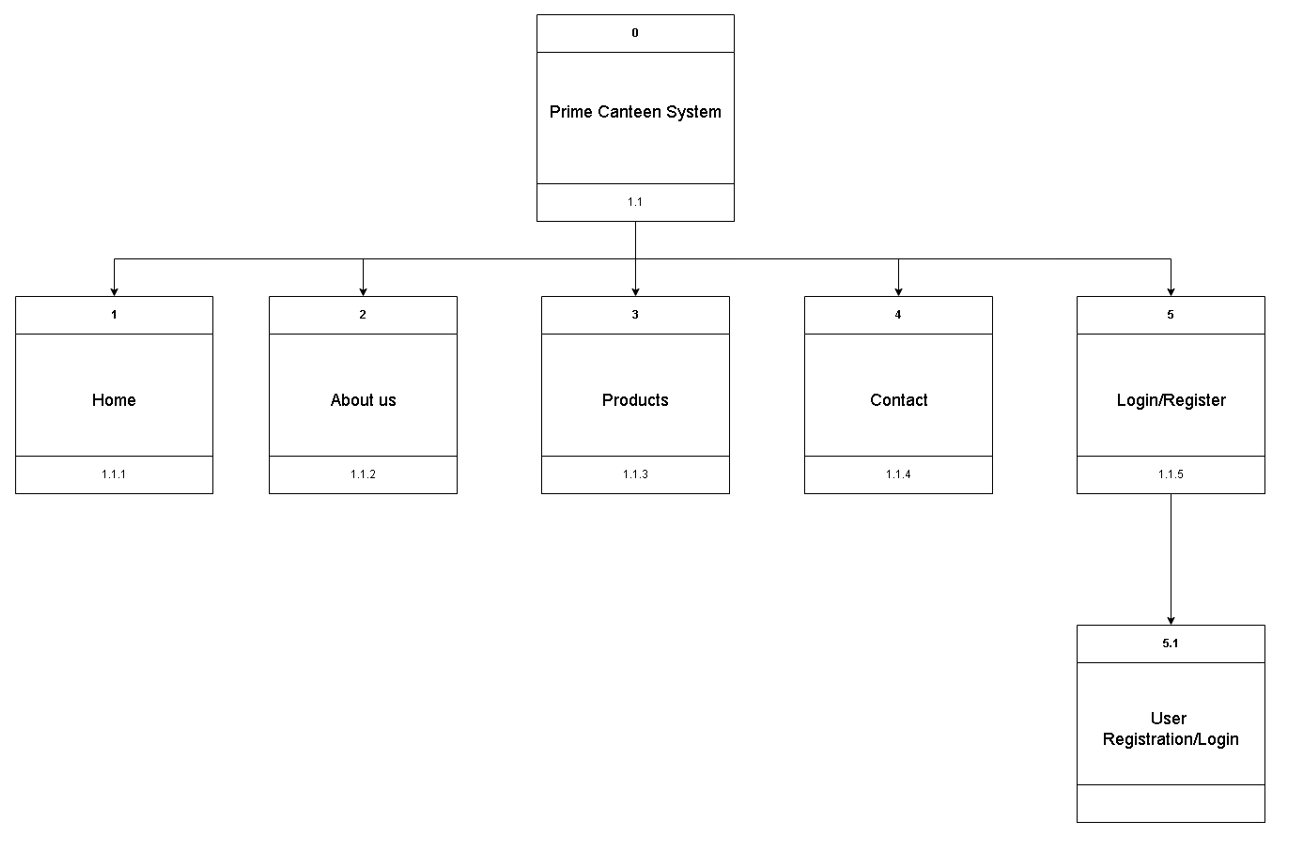 0
Prime Canteen System
1.1
1
Home
1.1.1
2
About us
1.1.2
3
Products
1.1.3
4
Contact
1.1.4
5
Login/Register
1.1.5
5.1
User
Registration/Login